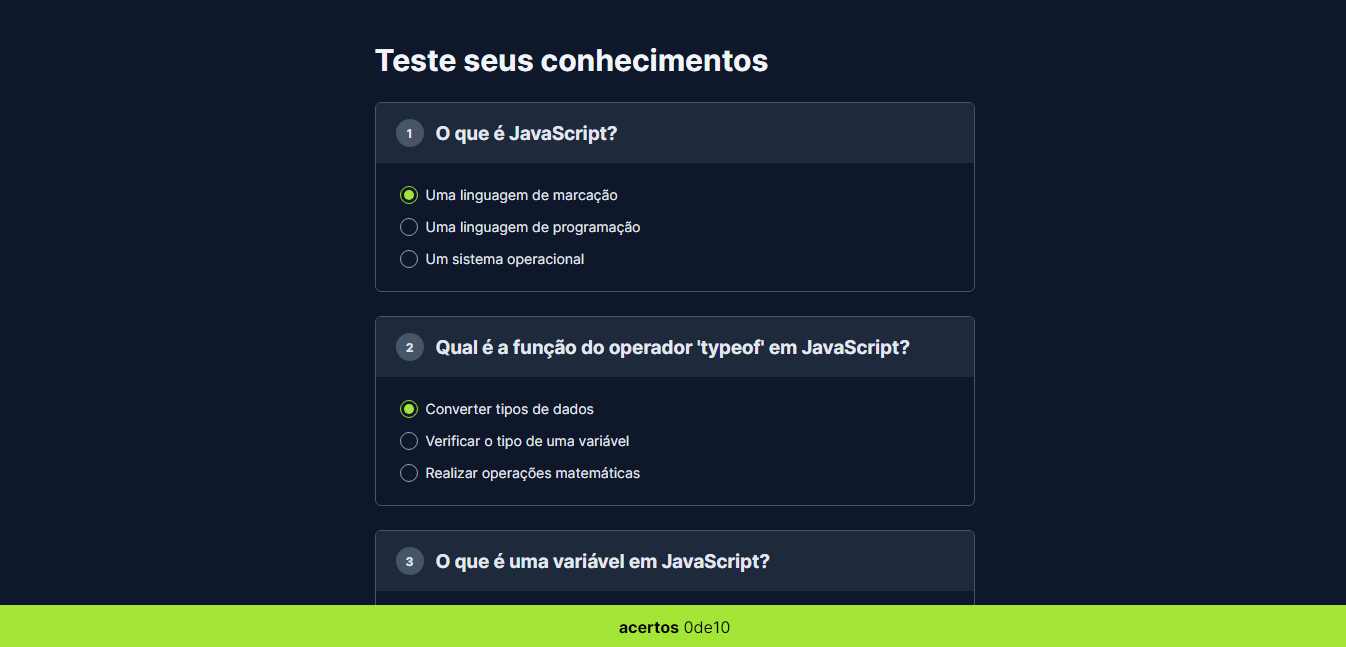 Teste seus conhecimentos
1 O que é JavaScript?
Uma linguagem de marcação
Uma linguagem de programação
Um sistema operacional
2 Qual é a função do operador 'typeof' em JavaScript?
Converter tipos de dados
Verificar o tipo de uma variável
Realizar operações matemáticas
3 O que é uma variável em JavaScript?
acertos 0de10